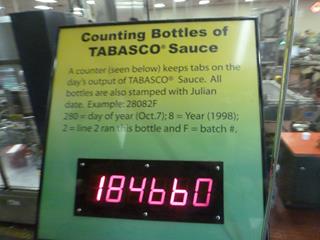 Counting Bottles of
TABASCO® Sauce
A counter (seen below) keeps tabs on the
day's output of TABASCO® Sauce. All
bottles are also stamped with Julian
date. Example: 28082F
280 = day of year (Oct.7); 8 = Year (1998);
2 = line 2 ran this bottle and F = batch #.
184660